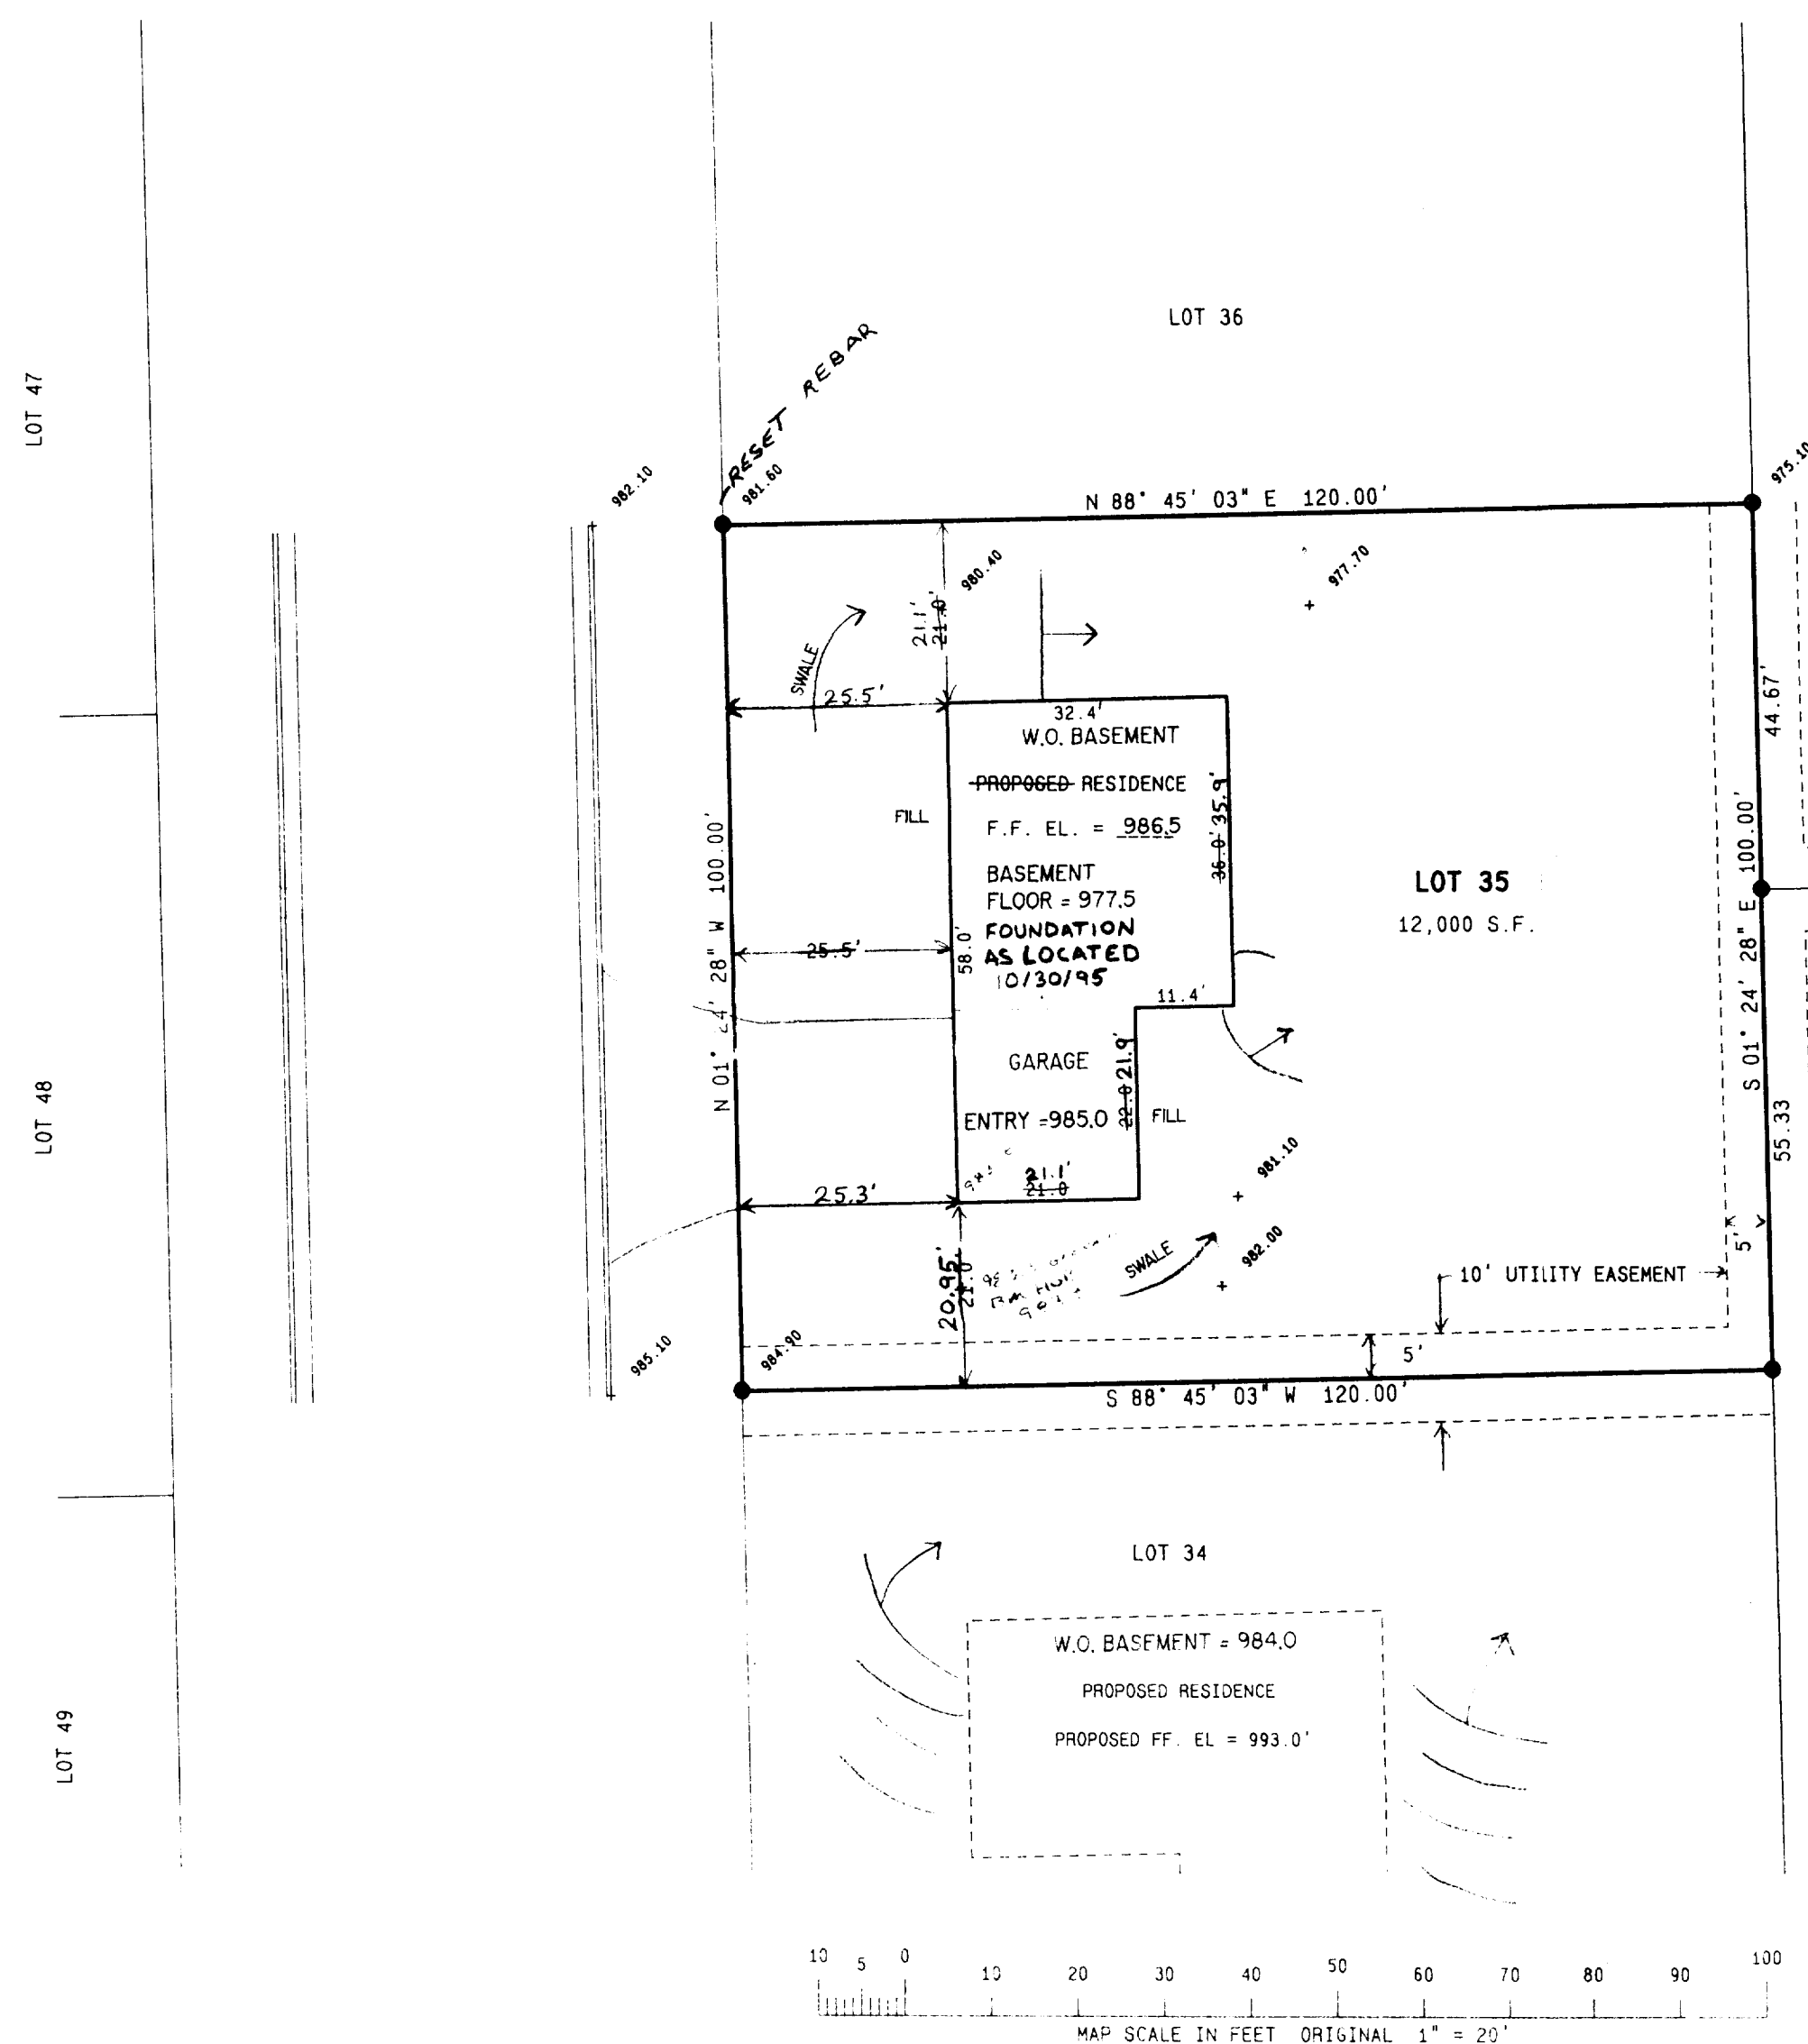 LOT 36
LOT 47
RESET REBAR
982.10
981.60
975.10
N 88° 45' 03" E 120.00'
980.40
977.70
21.1'
21.0'
SWALE
25.5'
32.4'
W.O. BASEMENT
PROPOSED RESIDENCE
F.F. EL. = 986.5
BASEMENT
FLOOR = 977.5
FOUNDATION
AS LOCATED
10/30/95
FILL
36.0' 35.9'
44.67'
N 01° 24' 28" W 100.00'
S 01° 24' 28" E 100.00'
LOT 35
12,000 S.F.
25.5'
58.0'
11.4'
LOT 48
GARAGE
ENTRY =985.0
22.0 21.9'
FILL
55.33
981.10
21.1'
21.0
25.3'
982.00
SWALE
20.95'
21.0'
5'
10' UTILITY EASEMENT
985.10
984.90
5'
S 88° 45' 03" W 120.00'
LOT 34
W.O. BASEMENT = 984.0
PROPOSED RESIDENCE
PROPOSED FF. EL = 993.0'
LOT 49
10 5 0 10 20 30 40 50 60 70 80 90 100
MAP SCALE IN FEET ORIGINAL 1" = 20'